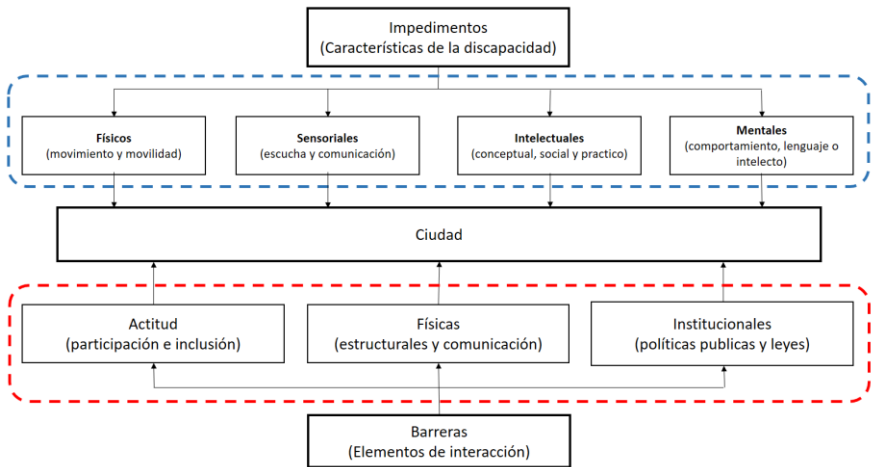 Impedimentos
(Características de la discapacidad)
Físicos
(movimiento y movilidad)
Sensoriales
(escucha y comunicación)
Intelectuales
(conceptual, social y practico)
Mentales
(comportamiento, lenguaje o
intelecto)
Ciudad
Actitud
(participación e inclusión)
Físicas
(estructurales y comunicación)
Institucionales
(políticas publicas y leyes)
Barreras
(Elementos de interacción)